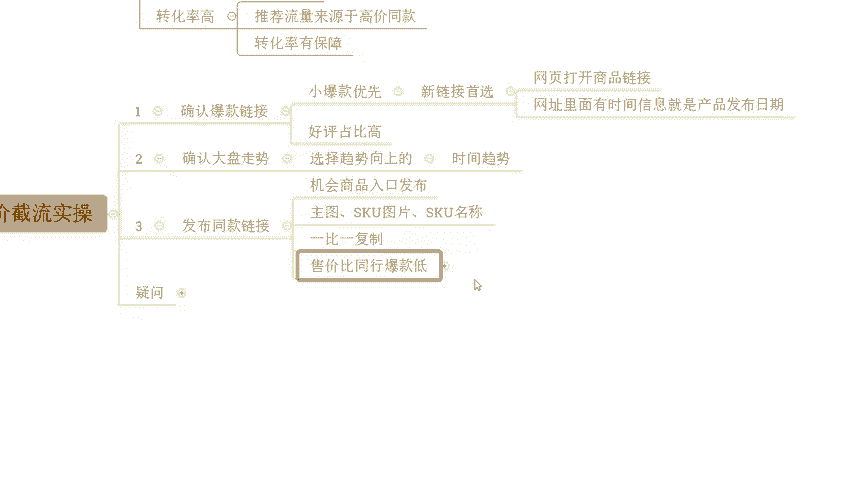 转化率高
推荐流量来源于高价同款
转化率有保障
1 确认爆款链接
小爆款优先
新链接首选
网页打开商品链接
网址里面有时间信息就是产品发布日期
好评占比高
2 确认大盘走势
选择趋势向上的
时间趋势
价截流实操
3 发布同款链接
机会商品入口发布
主图、SKU图片、SKU名称
一比一复制
售价比同行爆款低
疑问